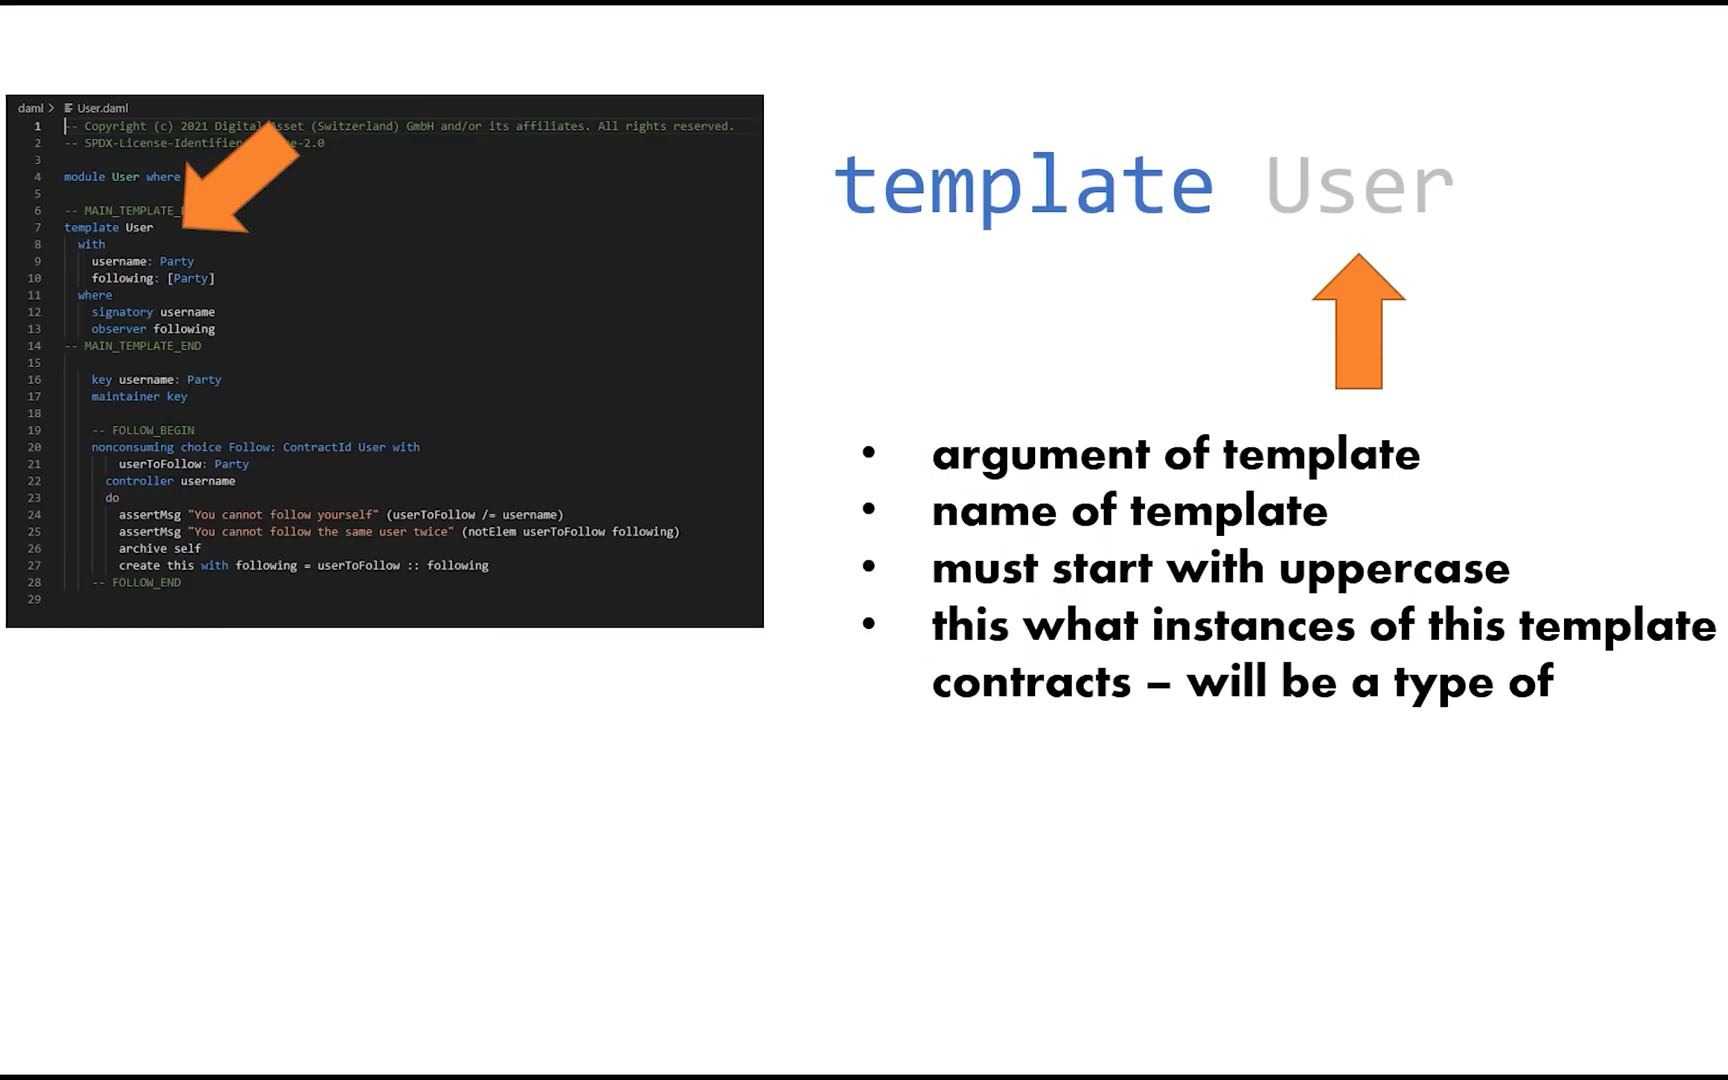 daml > User.daml
1 -- Copyright (c) 2021 Digital Asset (Switzerland) GmbH and/or its affiliates. All rights reserved.
2 -- SPDX-License-Identifier e-2.0
3
4 module User where
5
6 -- MAIN_TEMPLATE_
7 template User
8 with
9 username: Party
10 following: [Party]
11 where
12 signatory username
13 observer following
14 -- MAIN_TEMPLATE_END
15
16 key username: Party
17 maintainer key
18
19 -- FOLLOW_BEGIN
20 nonconsuming choice Follow: ContractId User with
21 userToFollow: Party
22 controller username
23 do
24 assertMsg "You cannot follow yourself" (userToFollow /= username)
25 assertMsg "You cannot follow the same user twice" (notElem userToFollow following)
26 archive self
27 create this with following = userToFollow :: following
28 -- FOLLOW_END
29
template User
• argument of template
• name of template
• must start with uppercase
• this what instances of this template
contracts – will be a type of